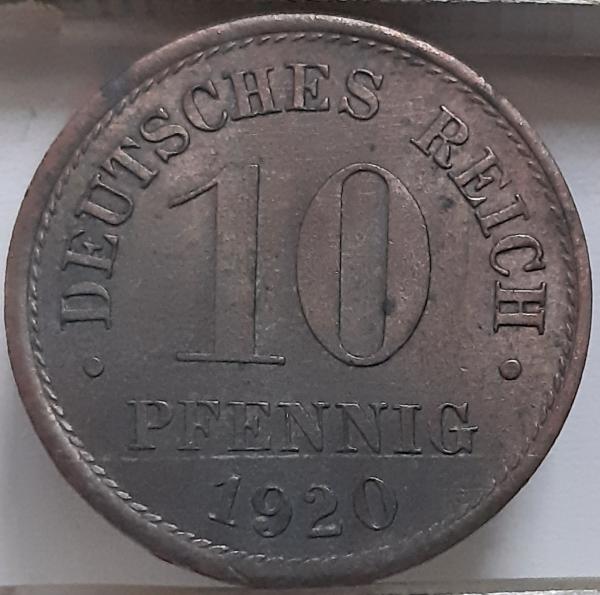 • DEUTSCHES REICH •
10
PFENNIG
1920